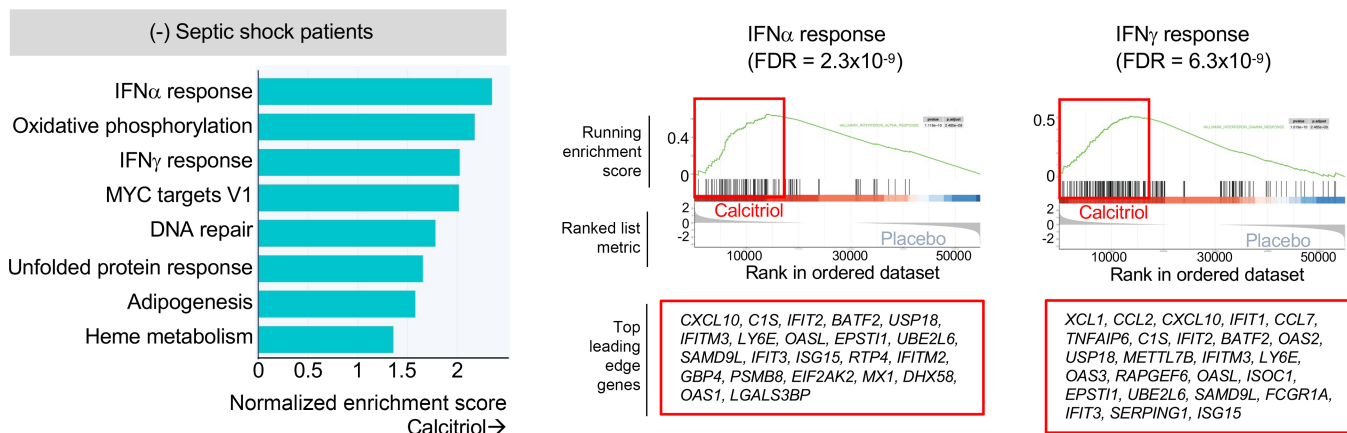 (-) Septic shock patients
IFNα response
Oxidative phosphorylation
IFNγ response
MYC targets V1
DNA repair
Unfolded protein response
Adipogenesis
Heme metabolism
0 0.5 1 1.5 2
Normalized enrichment score
Calcitriol→
IFNα response
(FDR = 2.3x10⁻⁹)
Running
enrichment
score
0.4
0
pvalue p.adjust
Calcitriol
Ranked list
metric
2
0
-2
Placebo
10000 30000 50000
Rank in ordered dataset
Top
leading
edge
genes
CXCL10, C1S, IFIT2, BATF2, USP18,
IFITM3, LY6E, OASL, EPSTI1, UBE2L6,
SAMD9L, IFIT3, ISG15, RTP4, IFITM2,
GBP4, PSMB8, EIF2AK2, MX1, DHX58,
OAS1, LGALS3BP
IFNγ response
(FDR = 6.3x10⁻⁹)
0.5
0
pvalue p.adjust
Calcitriol
2
0
-2
Placebo
10000 30000 50000
Rank in ordered dataset
XCL1, CCL2, CXCL10, IFIT1, CCL7,
TNFAIP6, C1S, IFIT2, BATF2, OAS2,
USP18, METTL7B, IFITM3, LY6E,
OAS3, RAPGEF6, OASL, ISOC1,
EPSTI1, UBE2L6, SAMD9L, FCGR1A,
IFIT3, SERPING1, ISG15